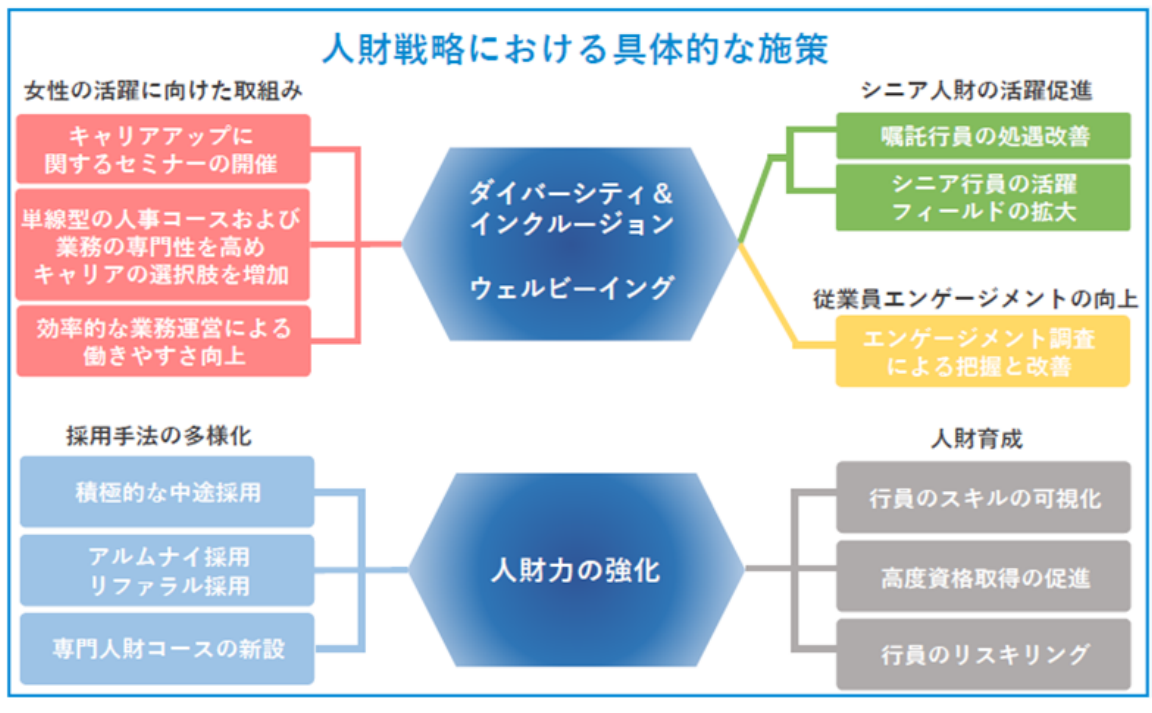 人財戦略における具体的な施策
女性の活躍に向けた取組み
キャリアアップに
関するセミナーの開催
単線型の人事コースおよび
業務の専門性を高め
キャリアの選択肢を増加
効率的な業務運営による
働きやすさ向上
ダイバーシティ＆
インクルージョン
ウェルビーイング
シニア人財の活躍促進
嘱託行員の処遇改善
シニア行員の活躍
フィールドの拡大
従業員エンゲージメントの向上
エンゲージメント調査
による把握と改善
採用手法の多様化
積極的な中途採用
アルムナイ採用
リファラル採用
専門人財コースの新設
人財力の強化
人財育成
行員のスキルの可視化
高度資格取得の促進
行員のリスキリング